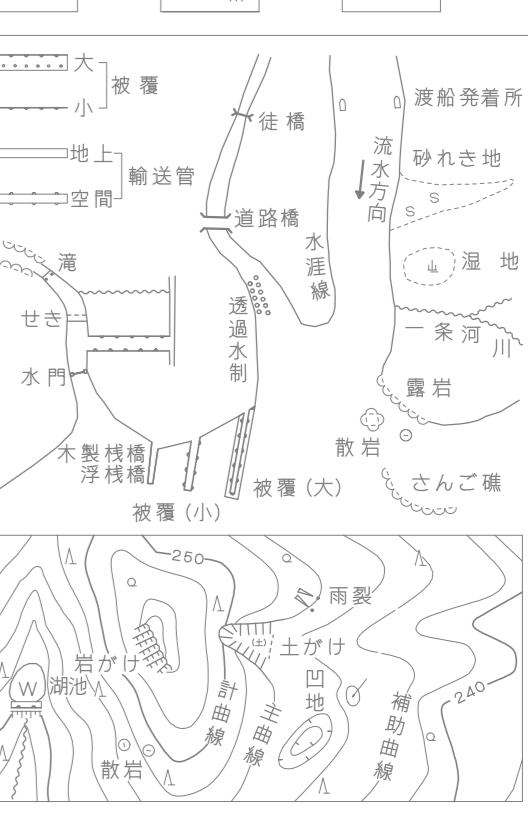 大
小
被覆
地上
空間
輸送管
徒橋
道路橋
渡船発着所
流水方向
砂れき地
S
S
湿地
水涯線
滝
せき
水門
透過水制
一条河川
露岩
散岩
さんご礁
木製桟橋
浮桟橋
被覆(小)
被覆(大)
250
雨裂
岩がけ
(土)
土がけ
W
湖池
計曲線
主曲線
凹地
補助曲線
240
散岩